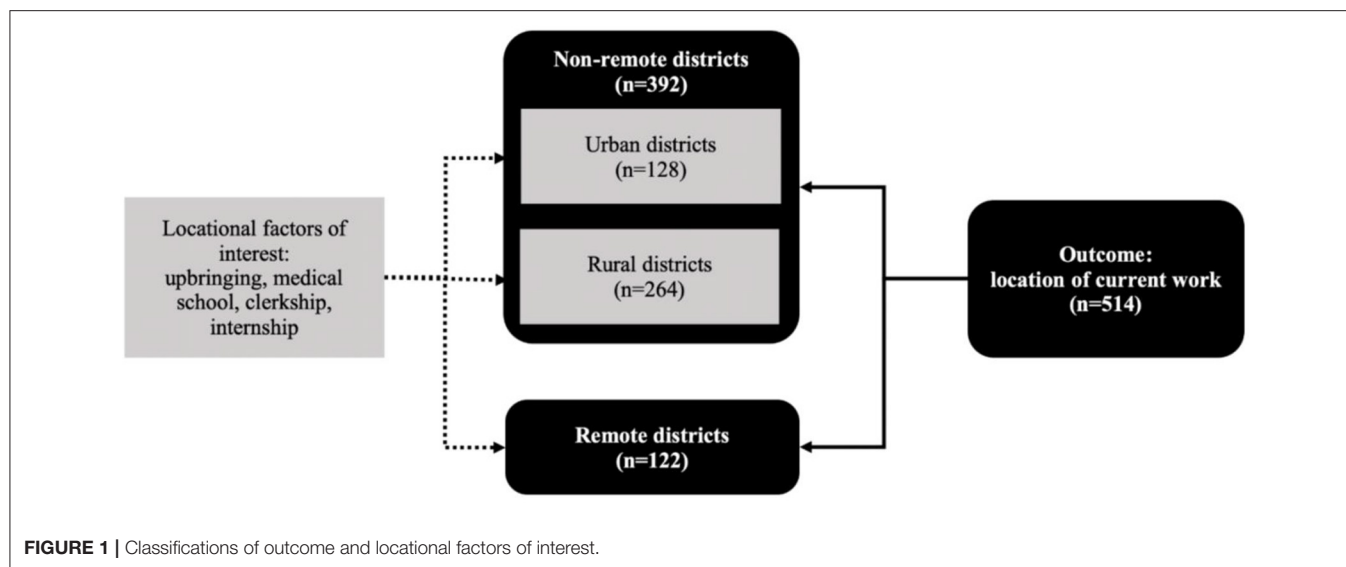 Non-remote districts
(n=392)
Urban districts
(n=128)
Rural districts
(n=264)
Locational factors of
interest:
upbringing, medical
school, clerkship,
internship
Outcome:
location of current work
(n=514)
Remote districts
(n=122)
FIGURE 1 | Classifications of outcome and locational factors of interest.